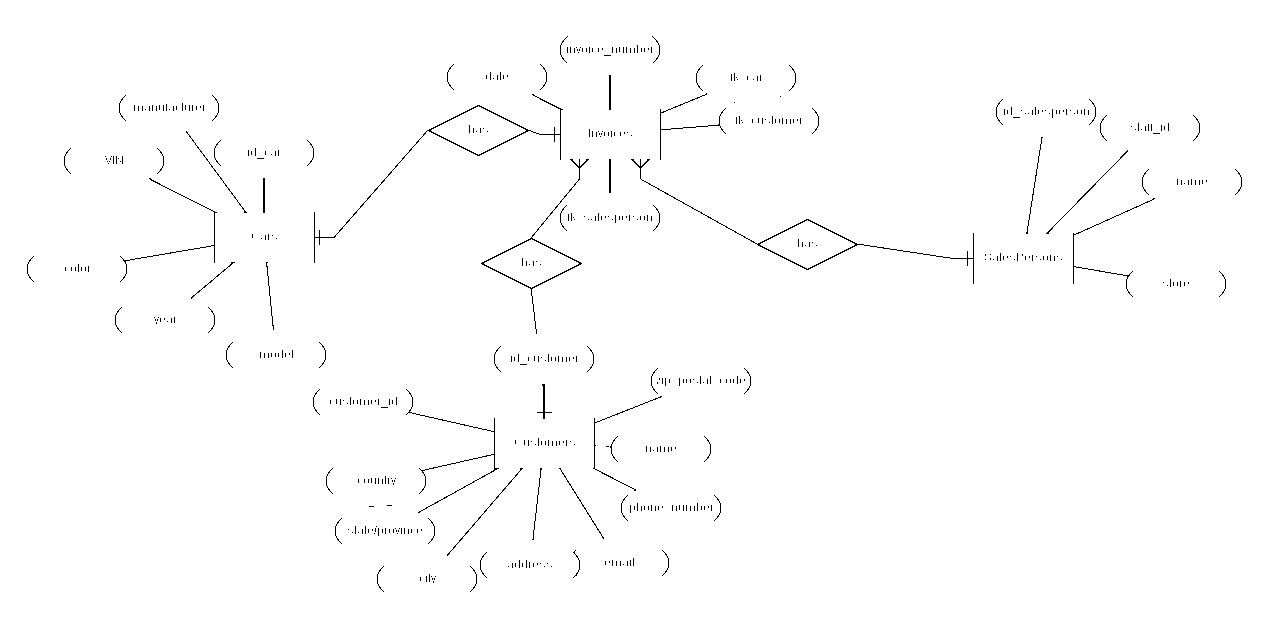 invoice_number
date
fk_car
manufacturer
fk_customer
id_salesperson
staff_id
has
Invoices
VIN
id_car
name
fk_salesperson
Cars
has
SalesPersons
color
has
store
year
model
id_customer
zip_postal_code
customer_id
Customers
name
country
phone_number
state/province
city
address
email